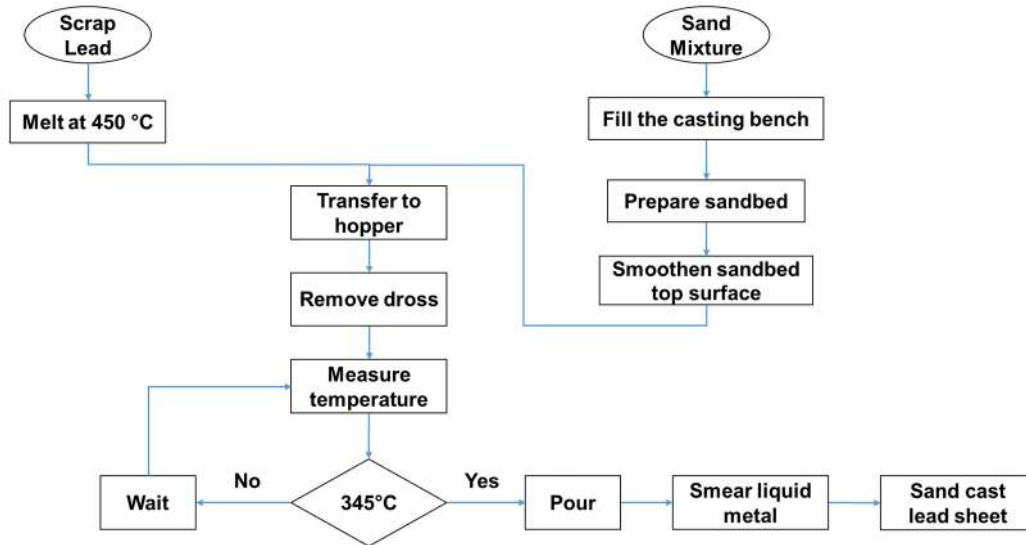 Scrap
Lead
Sand
Mixture
Melt at 450 °C
Fill the casting bench
Transfer to
hopper
Prepare sandbed
Smoothen sandbed
top surface
Remove dross
Measure
temperature
No
Yes
Wait
345°C
Pour
Smear liquid
metal
Sand cast
lead sheet